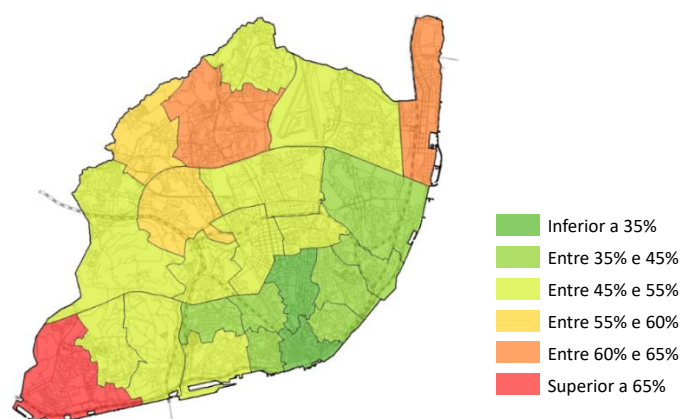 Inferior a 35%
Entre 35% e 45%
Entre 45% e 55%
Entre 55% e 60%
Entre 60% e 65%
Superior a 65%